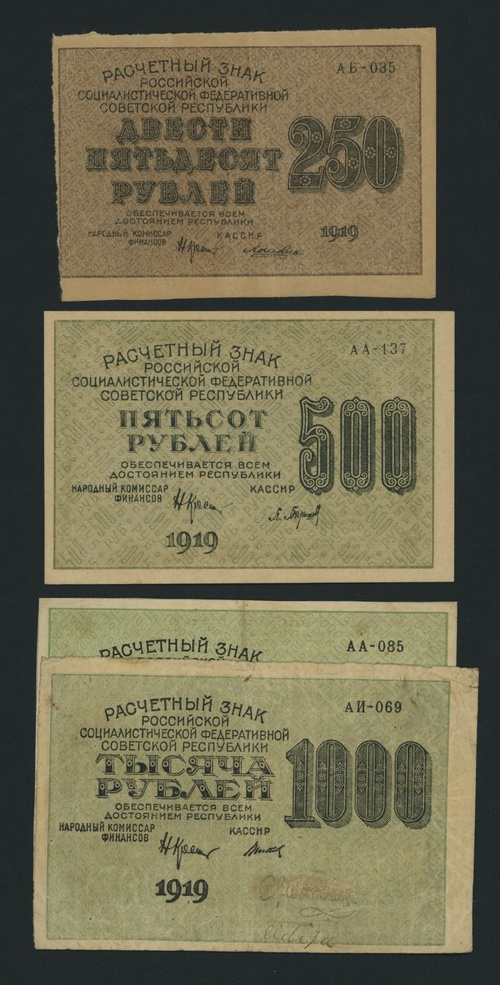 РАСЧЕТНЫЙ ЗНАК
АБ-035
РОССИЙСКОЙ
СОЦИАЛИСТИЧЕСКОЙ ФЕДЕРАТИВНОЙ
СОВЕТСКОЙ РЕСПУБЛИКИ
ДВЕСТИ
ПЯТЬДЕСЯТ
РУБЛЕЙ
250
ОБЕСПЕЧИВАЕТСЯ ВСЕМ
ДОСТОЯНИЕМ РЕСПУБЛИКИ
НАРОДНЫЙ КОМИССАР
ФИНАНСОВ
КАССИР
1919
РАСЧЕТНЫЙ ЗНАК
АА-137
РОССИЙСКОЙ
СОЦИАЛИСТИЧЕСКОЙ ФЕДЕРАТИВНОЙ
СОВЕТСКОЙ РЕСПУБЛИКИ
ПЯТЬСОТ
РУБЛЕЙ
500
ОБЕСПЕЧИВАЕТСЯ ВСЕМ
ДОСТОЯНИЕМ РЕСПУБЛИКИ
НАРОДНЫЙ КОМИССАР
ФИНАНСОВ
КАССИР
1919
РАСЧЕТНЫЙ ЗНАК
АА-085
РАСЧЕТНЫЙ ЗНАК
АИ-069
РОССИЙСКОЙ
СОЦИАЛИСТИЧЕСКОЙ ФЕДЕРАТИВНОЙ
СОВЕТСКОЙ РЕСПУБЛИКИ
ТЫСЯЧА
РУБЛЕЙ
1000
ОБЕСПЕЧИВАЕТСЯ ВСЕМ
ДОСТОЯНИЕМ РЕСПУБЛИКИ
НАРОДНЫЙ КОМИССАР
ФИНАНСОВ
КАССИР
1919